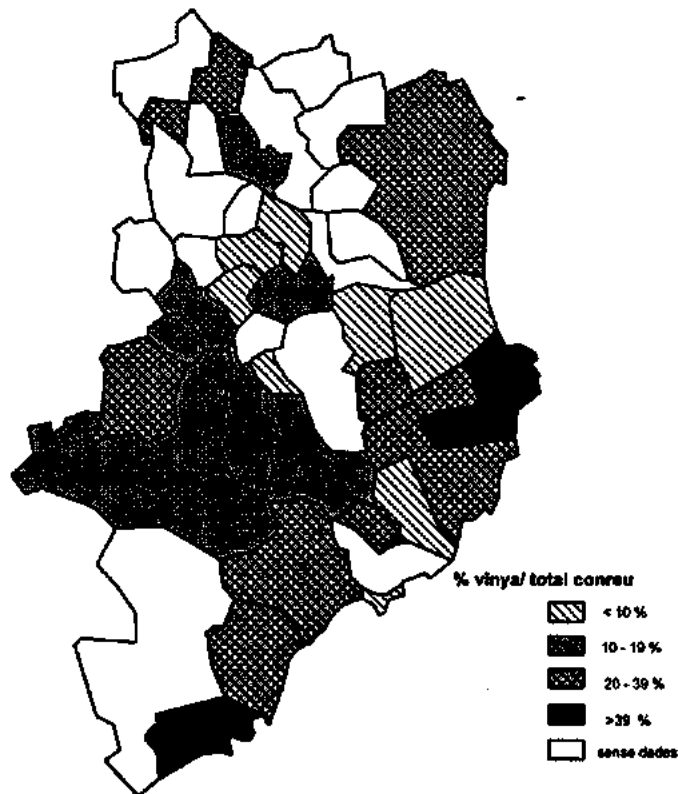 % vinya/ total conreu
< 10 %
10 - 19 %
20 - 39 %
>39 %
sense dades